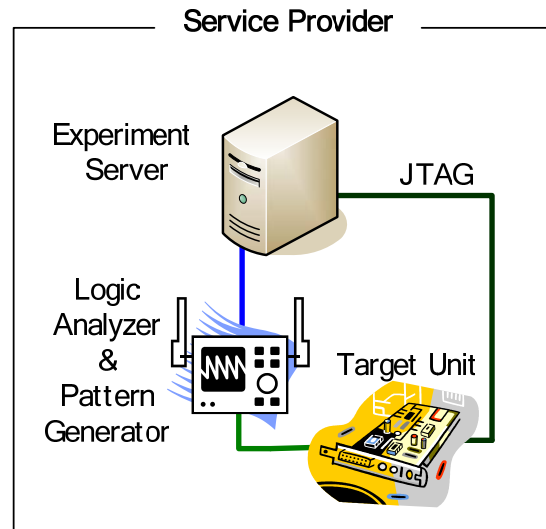 Service Provider
Experiment
Server
JTAG
Logic
Analyzer
&
Pattern
Generator
Target Unit